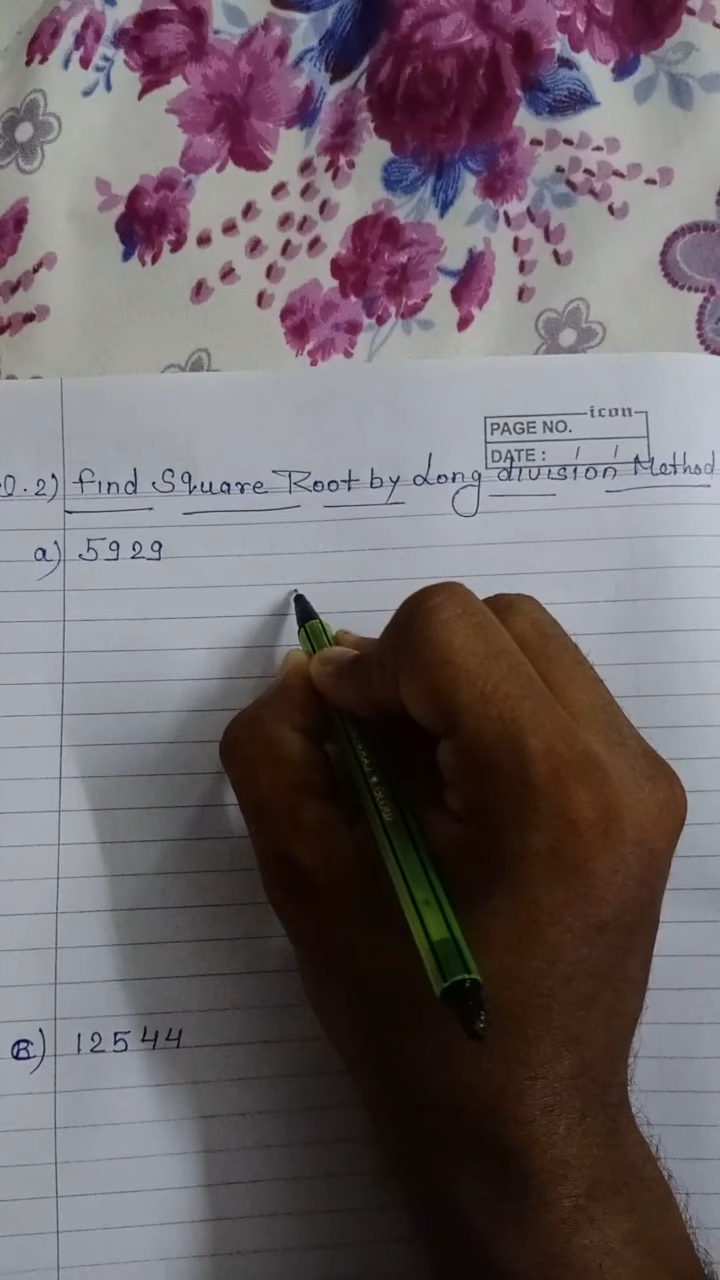 icon
PAGE NO.
DATE : / /
Q.2) find Square Root by Long division Method
a) 5929
B) 12544